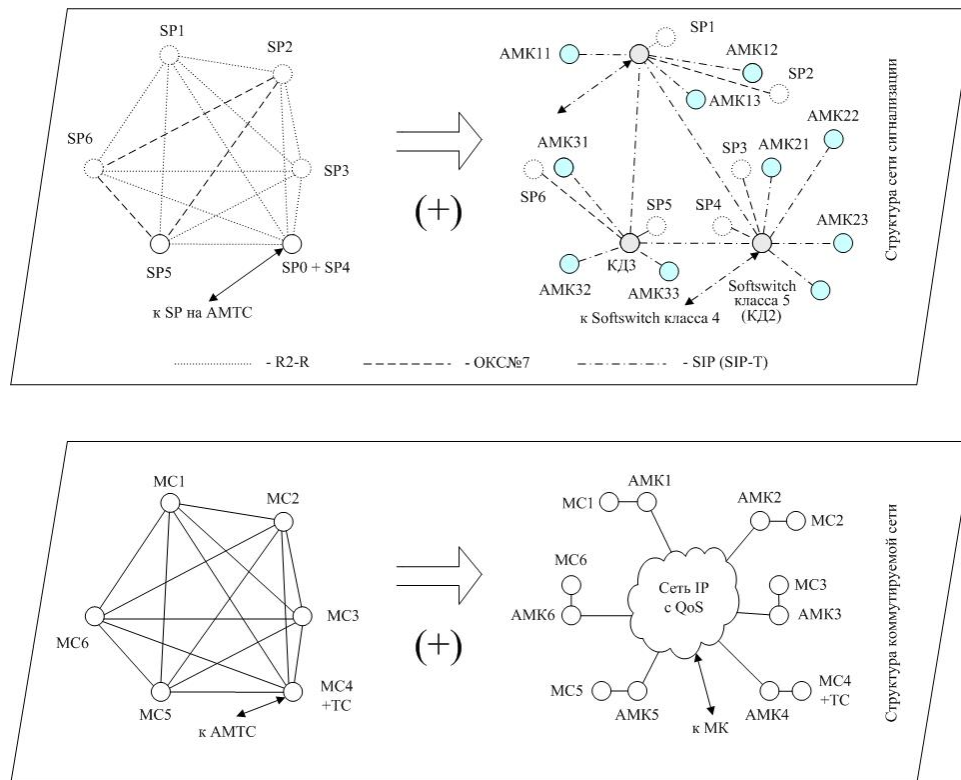 SP1
SP2
SP6
SP3
SP5
SP0 + SP4
к SP на АМТС
(+)
SP1
АМК11
АМК12
SP2
АМК13
АМК22
АМК31
SP3
АМК21
SP6
SP5
SP4
АМК23
КД3
АМК32
АМК33
Softswitch
класса 5
(КД2)
к Softswitch класса 4
Структура сети сигнализации
- R2-R
- ОКС№7
- SIP (SIP-T)
МС1
МС2
МС6
МС3
МС5
МС4
+ТС
к АМТС
(+)
АМК1
МС1
АМК2
МС2
МС6
Сеть IP
с QoS
МС3
АМК6
АМК3
МС5
АМК5
МС4
+ТС
АМК4
к МК
Структура коммутируемой сети